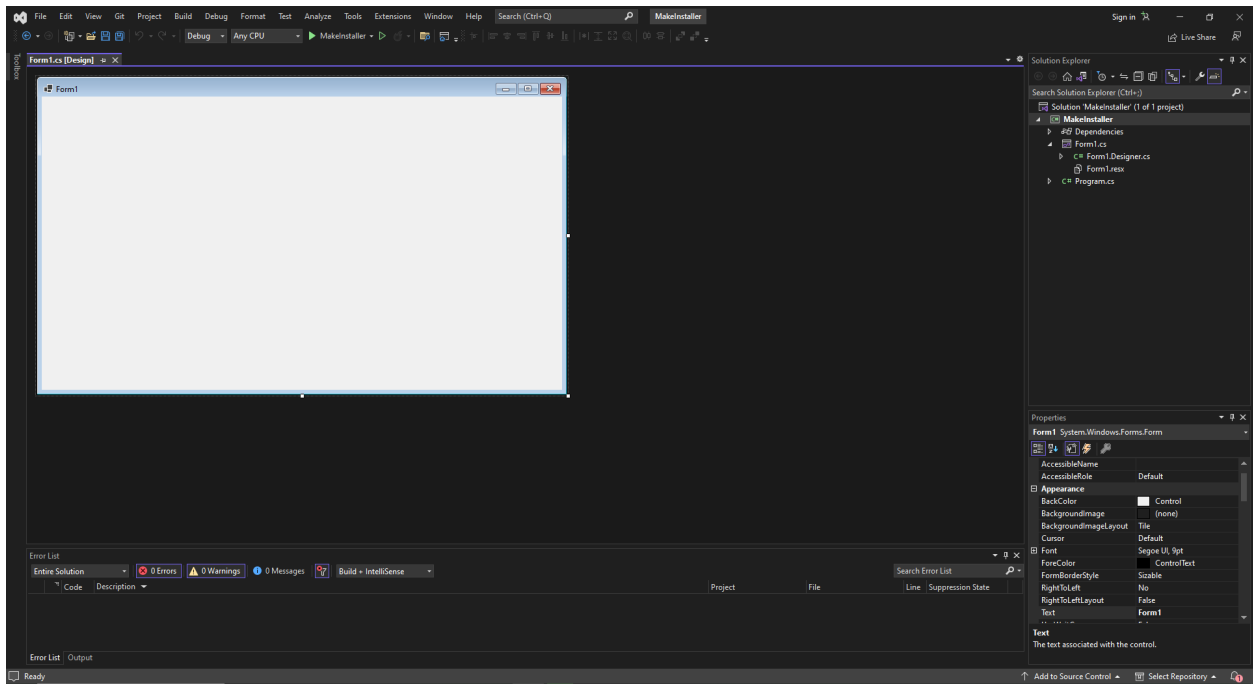 File Edit View Git Project Build Debug Format Test Analyze Tools Extensions Window Help Search (Ctrl+Q) MakeInstaller Sign in
Debug Any CPU MakeInstaller Live Share
Toolbox
Form1.cs [Design]
Form1
Solution Explorer
Search Solution Explorer (Ctrl+;)
Solution 'MakeInstaller' (1 of 1 project)
MakeInstaller
Dependencies
Form1.cs
C# Form1.Designer.cs
Form1.resx
C# Program.cs
Properties
Form1 System.Windows.Forms.Form
AccessibleName
AccessibleRole Default
Appearance
BackColor Control
BackgroundImage (none)
BackgroundImageLayout Tile
Cursor Default
Font Segoe UI, 9pt
ForeColor ControlText
FormBorderStyle Sizable
RightToLeft No
RightToLeftLayout False
Text Form1
Text
The text associated with the control.
Error List
Entire Solution 0 Errors 0 Warnings 0 Messages Build + IntelliSense Search Error List
Code Description Project File Line Suppression State
Error List Output
Ready Add to Source Control Select Repository